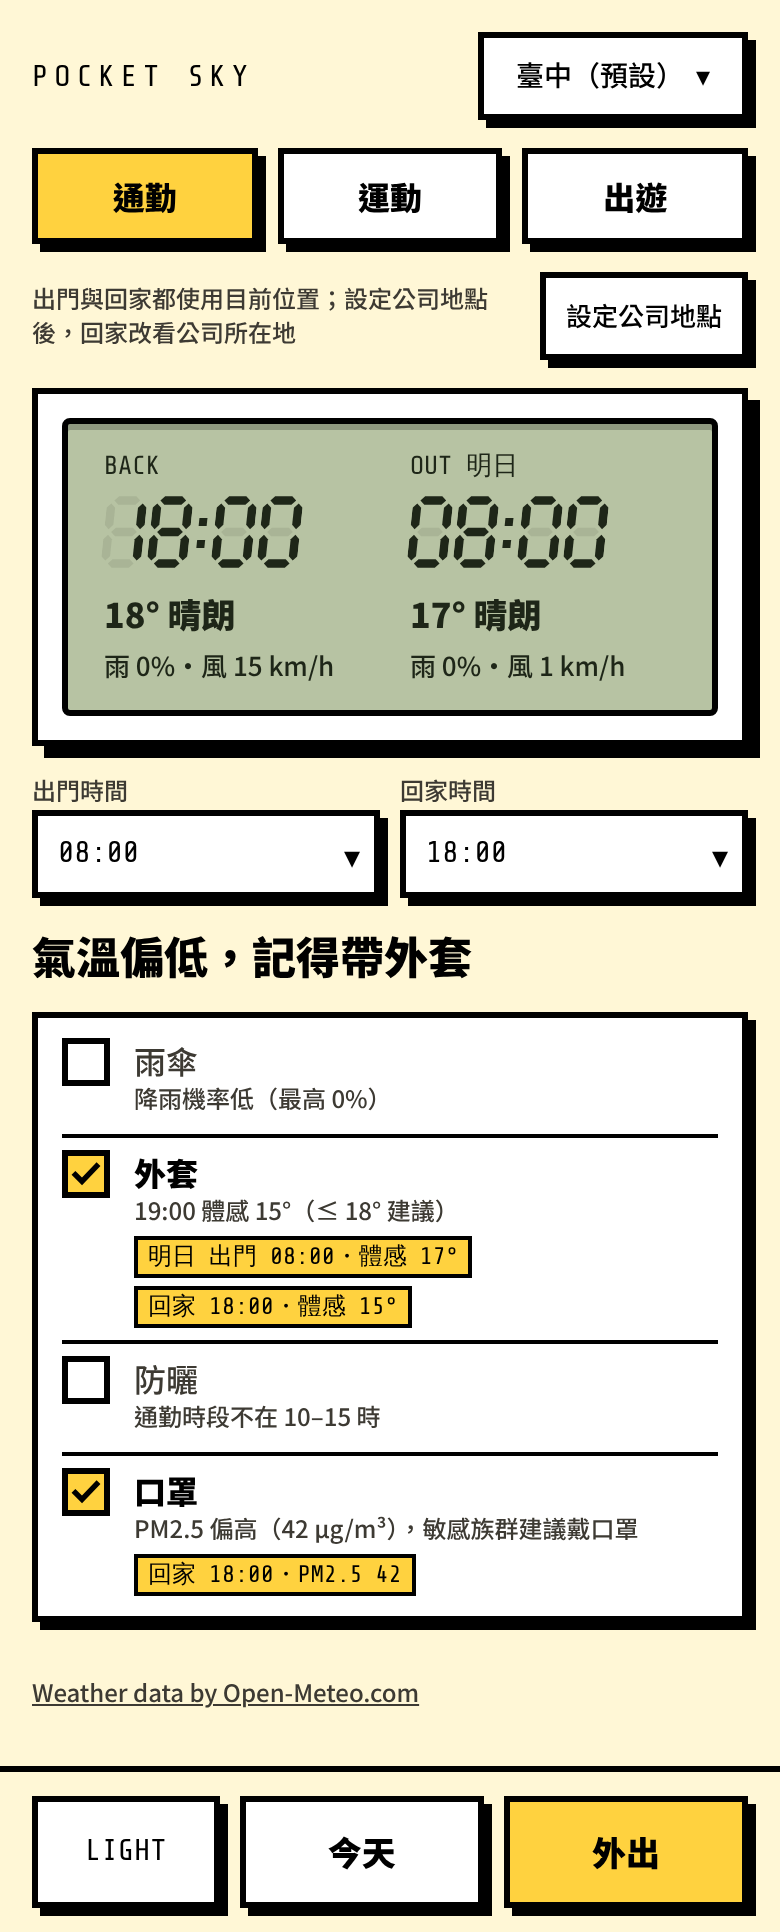 POCKET SKY
臺中（預設） ▼
通勤
運動
出遊
出門與回家都使用目前位置；設定公司地點
後，回家改看公司所在地
設定公司地點
BACK
18:00
18° 晴朗
雨 0%・風 15 km/h
OUT 明日
08:00
17° 晴朗
雨 0%・風 1 km/h
出門時間
08:00 ▼
回家時間
18:00 ▼
氣溫偏低，記得帶外套
雨傘
降雨機率低（最高 0%）
外套
19:00 體感 15°（≤ 18° 建議）
明日 出門 08:00・體感 17°
回家 18:00・體感 15°
防曬
通勤時段不在 10–15 時
口罩
PM2.5 偏高（42 μg/m³），敏感族群建議戴口罩
回家 18:00・PM2.5 42
Weather data by Open-Meteo.com
LIGHT
今天
外出